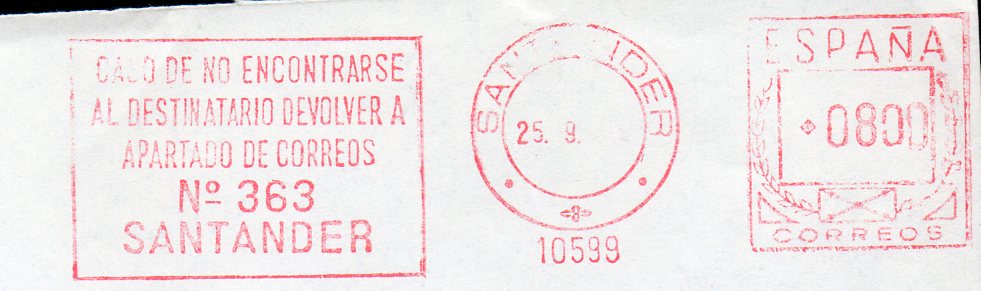 CASO DE NO ENCONTRARSE
AL DESTINATARIO DEVOLVER A
APARTADO DE CORREOS
Nº 363
SANTANDER
SANTANDER
25. 9.
10599
ESPAÑA
0800
CORREOS